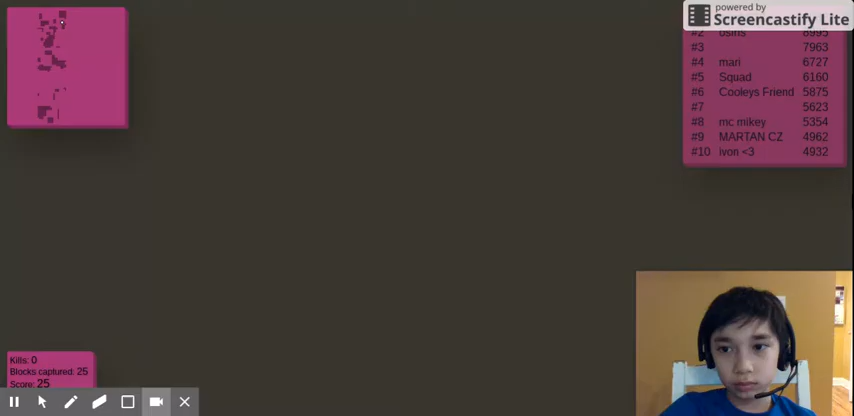 powered by
Screencastify Lite
#2 osiris 8995
#3 7963
#4 mari 6727
#5 Squad 6160
#6 Cooleys Friend 5875
#7 5623
#8 mc mikey 5354
#9 MARTAN CZ 4962
#10 ivon <3 4932
Kills: 0
Blocks captured: 25
Score: 25